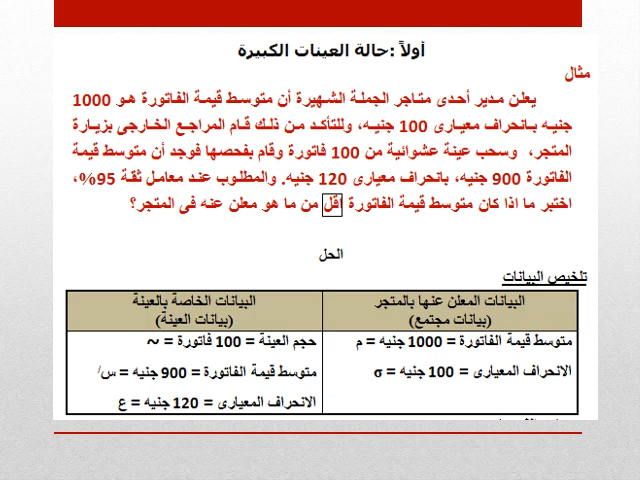 أولاً :حالة العينات الكبيرة
مثال
يعلن مدير أحدى متاجر الجملة الشهيرة أن متوسط قيمة الفاتورة هو 1000
جنيه بانحراف معيارى 100 جنيه، وللتأكد من ذلك قام المراجع الخارجى بزيارة
المتجر، وسحب عينة عشوائية من 100 فاتورة وقام بفحصها فوجد أن متوسط قيمة
الفاتورة 900 جنيه، بانحراف معيارى 120 جنيه. والمطلوب عند معامل ثقة 95%،
اختبر ما اذا كان متوسط قيمة الفاتورة اقل من ما هو معلن عنه فى المتجر؟
الحل
تلخيص البيانات
البيانات المعلن عنها بالمتجر
(بيانات مجتمع)
متوسط قيمة الفاتورة = 1000 جنيه = م
الانحراف المعيارى = 100 جنيه = σ
البيانات الخاصة بالعينة
(بيانات العينة)
حجم العينة = 100 فاتورة = ~
متوسط قيمة الفاتورة = 900 جنيه = س/
الانحراف المعيارى = 120 جنيه = ع